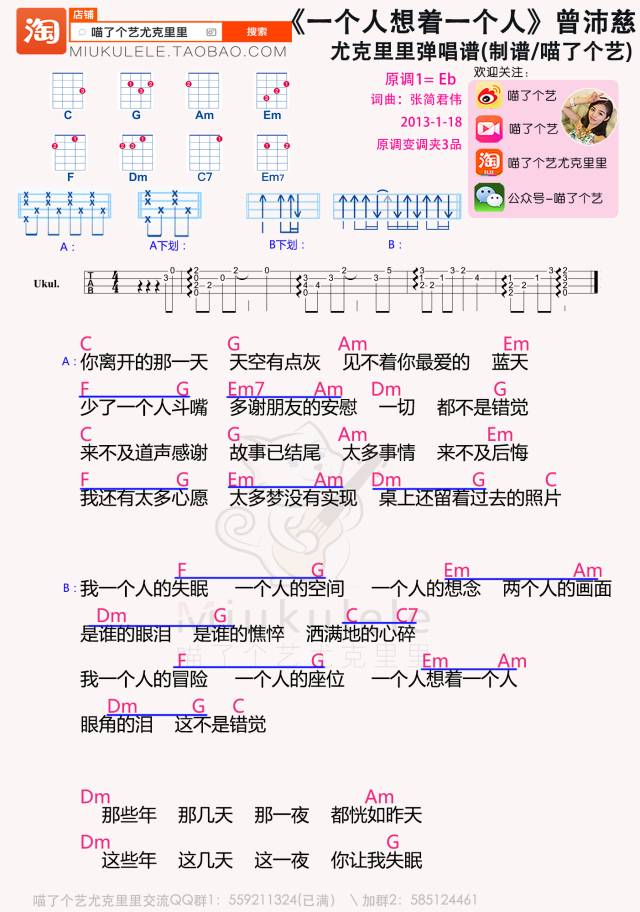 店铺
淘
喵了个艺尤克里里
搜索
MIUKULELE.TAOBAO.COM
《一个人想着一个人》曾沛慈
尤克里里弹唱谱(制谱/喵了个艺)
原调1= Eb
词曲：张简君伟
2013-1-18
原调变调夹3品
欢迎关注：
喵了个艺
喵了个艺
淘
喵了个艺尤克里里
公众号-喵了个艺
C G Am Em
F Dm C7 Em7
A： A下划： B下划： B：
Ukul.
C G Am Em
A：你离开的那一天 天空有点灰 见不着你最爱的 蓝天
F G Em7 Am Dm G
少了一个人斗嘴 多谢朋友的安慰 一切 都不是错觉
C G Am Em
来不及道声感谢 故事已结尾 太多事情 来不及后悔
F G Em Am Dm G C
我还有太多心愿 太多梦没有实现 桌上还留着过去的照片
F G Em Am
B：我一个人的失眠 一个人的空间 一个人的想念 两个人的画面
Dm G C C7
是谁的眼泪 是谁的憔悴 洒满地的心碎
Miukulele
喵了个艺尤克里里
F G Em Am
我一个人的冒险 一个人的座位 一个人想着一个人
Dm G C
眼角的泪 这不是错觉
Dm Am
那些年 那几天 那一夜 都恍如昨天
Dm G
这些年 这几天 这一夜 你让我失眠
喵了个艺尤克里里交流QQ群1：559211324(已满) \ 加群2：585124461